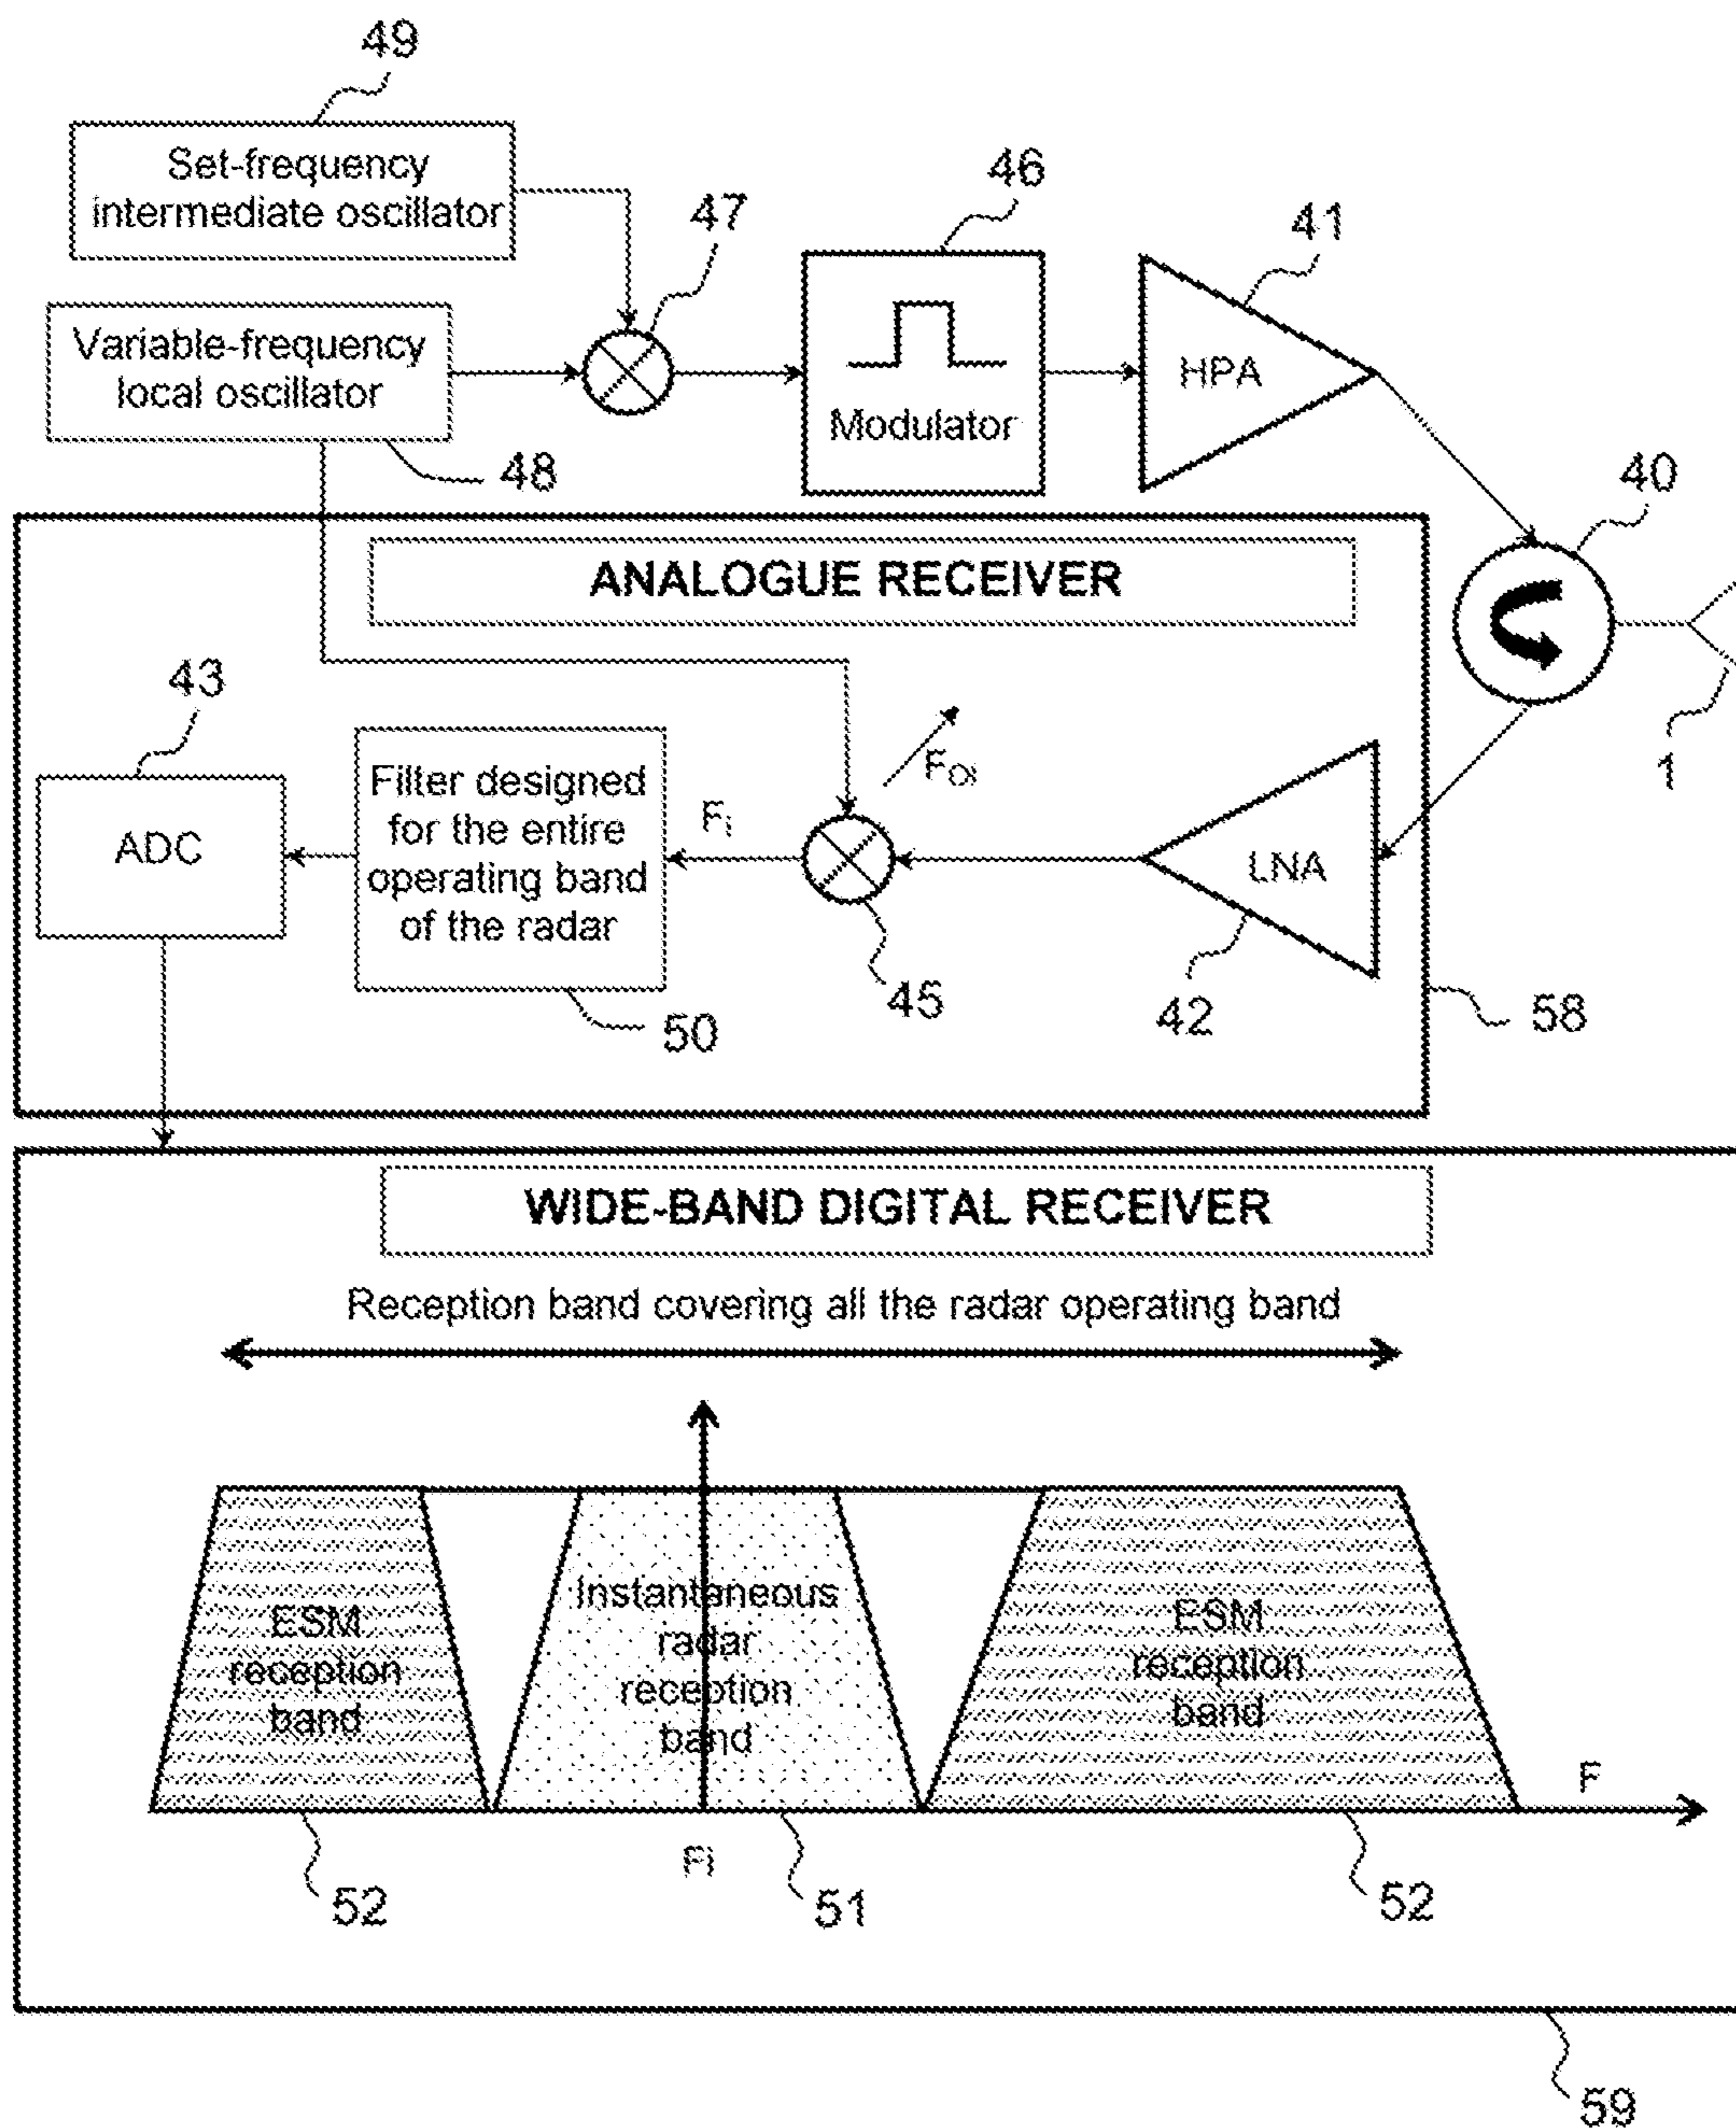 49
Set-frequency
intermediate oscillator
47
46
41
Variable-frequency
local oscillator
48
Modulator
HPA
40
ANALOGUE RECEIVER
1
43
ADC
Filter designed
for the entire
operating band
of the radar
50
Fi
FOl
45
LNA
42
58
WIDE-BAND DIGITAL RECEIVER
Reception band covering all the radar operating band
ESM
reception
band
Instantaneous
radar
reception
band
ESM
reception
band
F
52
Fi
51
52
59